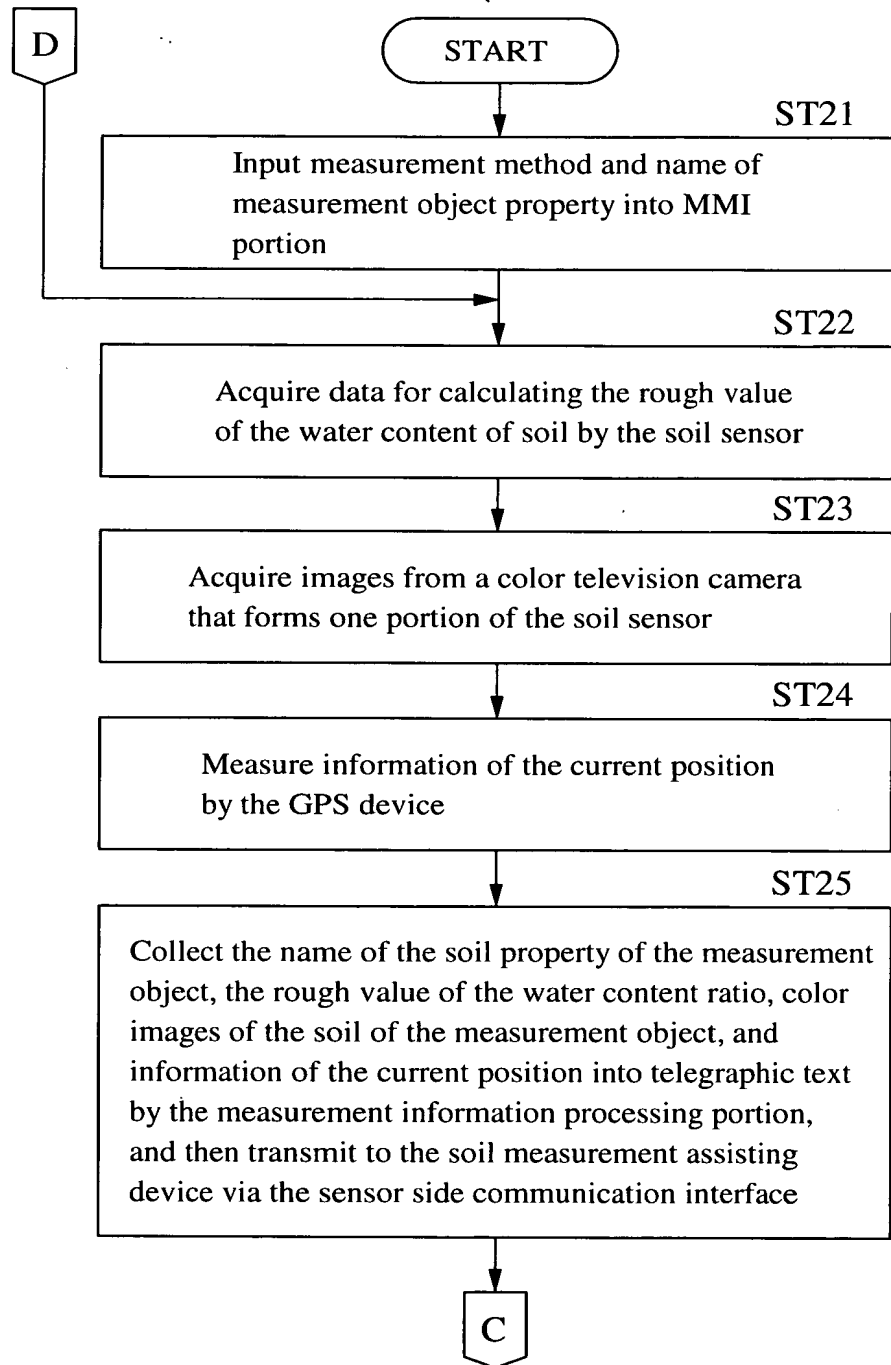 D
START
ST21
Input measurement method and name of
measurement object property into MMI
portion
ST22
Acquire data for calculating the rough value
of the water content of soil by the soil sensor
ST23
Acquire images from a color television camera
that forms one portion of the soil sensor
ST24
Measure information of the current position
by the GPS device
ST25
Collect the name of the soil property of the measurement
object, the rough value of the water content ratio, color
images of the soil of the measurement object, and
information of the current position into telegraphic text
by the measurement information processing portion,
and then transmit to the soil measurement assisting
device via the sensor side communication interface
C